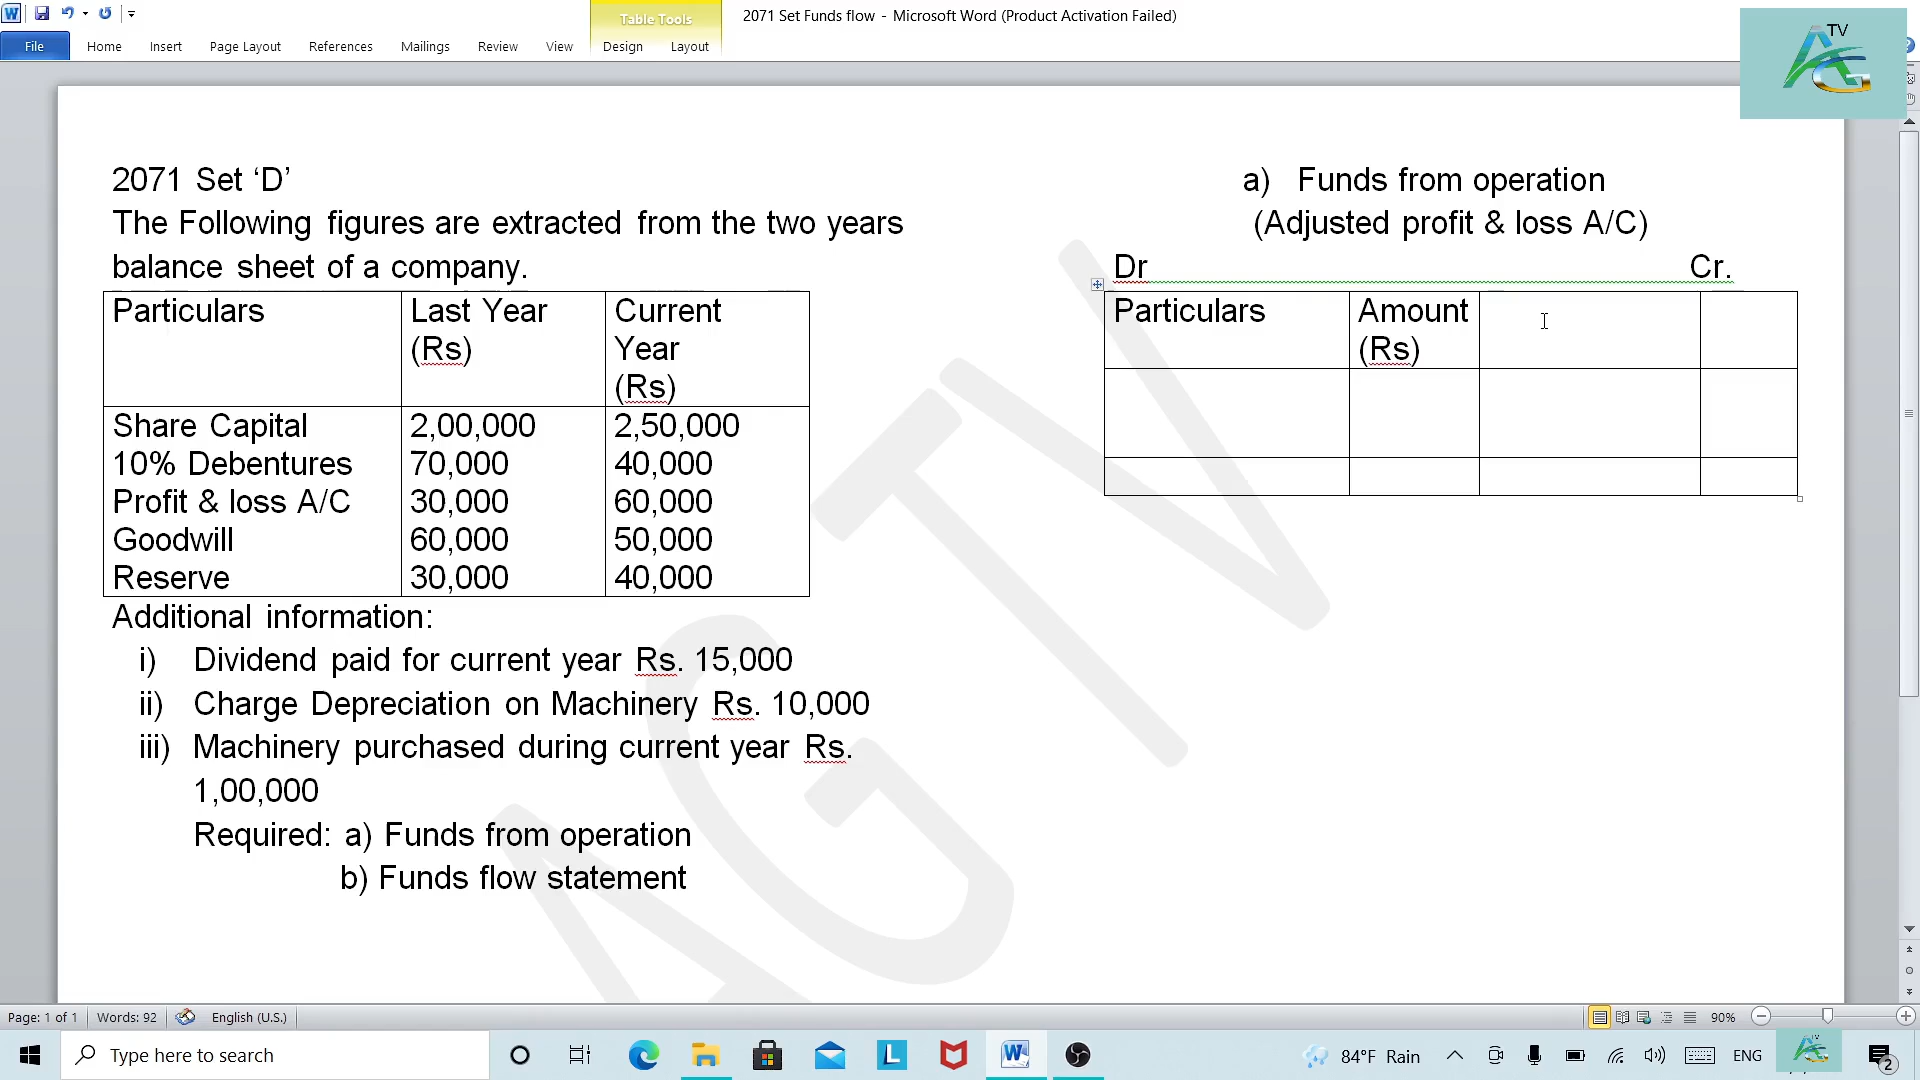 2071 Set Funds flow - Microsoft Word (Product Activation Failed)
Table Tools
File Home Insert Page Layout References Mailings Review View Design Layout
TV
AG
2071 Set ‘D’
The Following figures are extracted from the two years
balance sheet of a company.
Particulars Last Year (Rs) Current Year (Rs)
Share Capital 2,00,000 2,50,000
10% Debentures 70,000 40,000
Profit & loss A/C 30,000 60,000
Goodwill 60,000 50,000
Reserve 30,000 40,000
Additional information:
i) Dividend paid for current year Rs. 15,000
ii) Charge Depreciation on Machinery Rs. 10,000
iii) Machinery purchased during current year Rs.
1,00,000
Required: a) Funds from operation
b) Funds flow statement
a) Funds from operation
(Adjusted profit & loss A/C)
Dr Cr.
Particulars Amount (Rs)
AG TV
Page: 1 of 1 Words: 92 English (U.S.) 90%
Type here to search
L
84°F Rain ENG 2